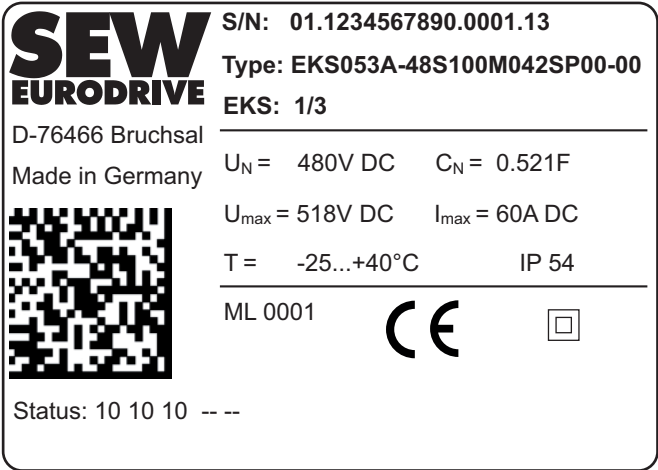 SEW
EURODRIVE
D-76466 Bruchsal
Made in Germany
S/N: 01.1234567890.0001.13
Type: EKS053A-48S100M042SP00-00
EKS: 1/3
UN = 480V DC CN = 0.521F
Umax = 518V DC Imax = 60A DC
T = -25...+40°C IP 54
ML 0001 CE
Status: 10 10 10 -- --